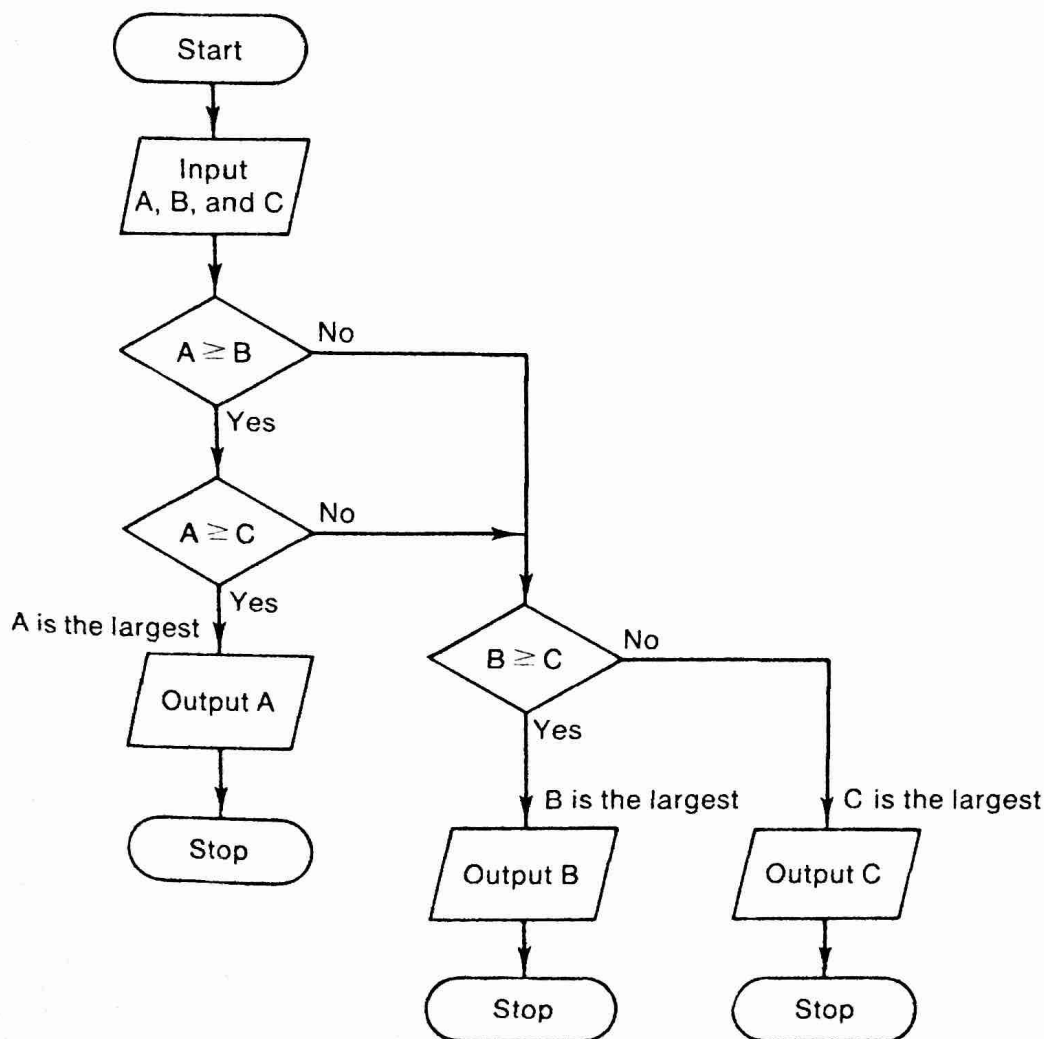 Start
Input
A, B, and C
A ≧ B
No
Yes
A ≧ C
No
Yes
A is the largest
Output A
Stop
B ≧ C
No
Yes
B is the largest
C is the largest
Output B
Output C
Stop
Stop